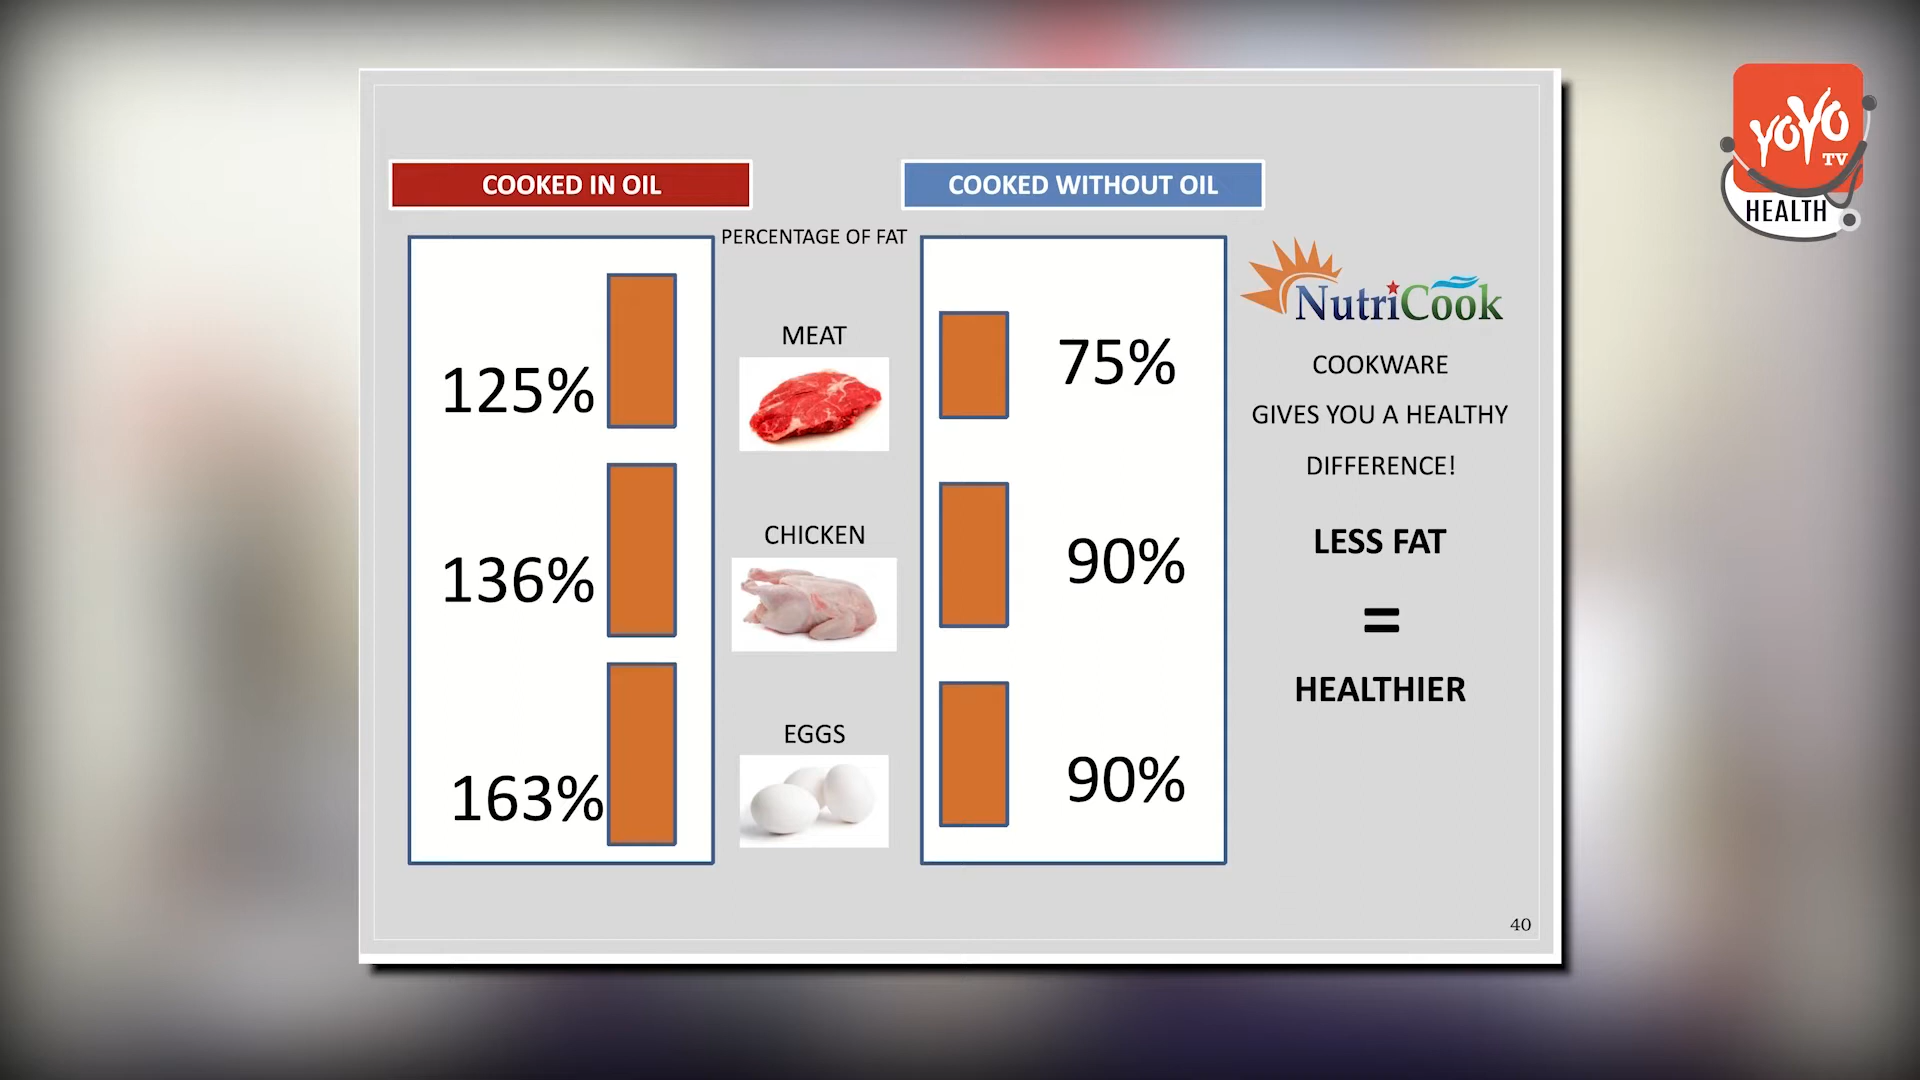 COOKED IN OIL
COOKED WITHOUT OIL
PERCENTAGE OF FAT
125%
MEAT
75%
136%
CHICKEN
90%
163%
EGGS
90%
NutriCook
COOKWARE
GIVES YOU A HEALTHY
DIFFERENCE!
LESS FAT
=
HEALTHIER
40
YOYO
TV
HEALTH